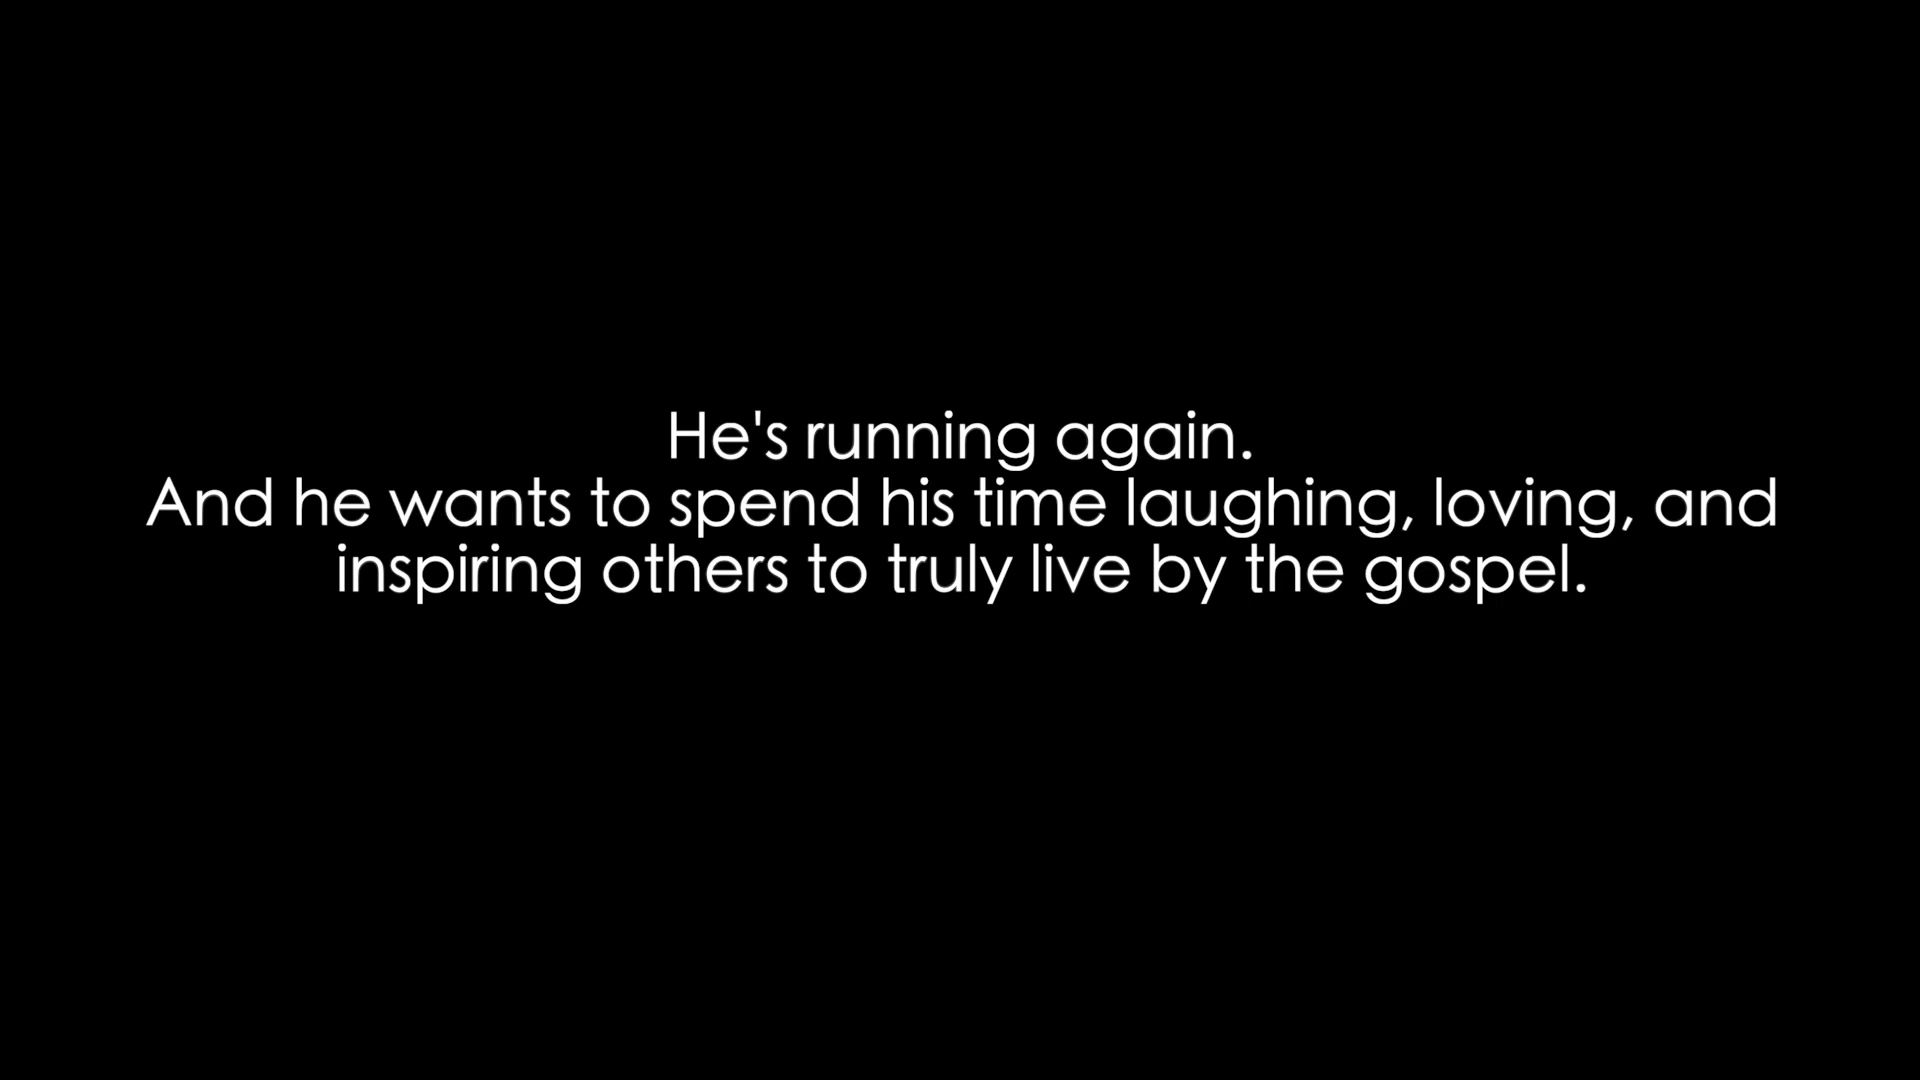 He's running again.
And he wants to spend his time laughing, loving, and
inspiring others to truly live by the gospel.